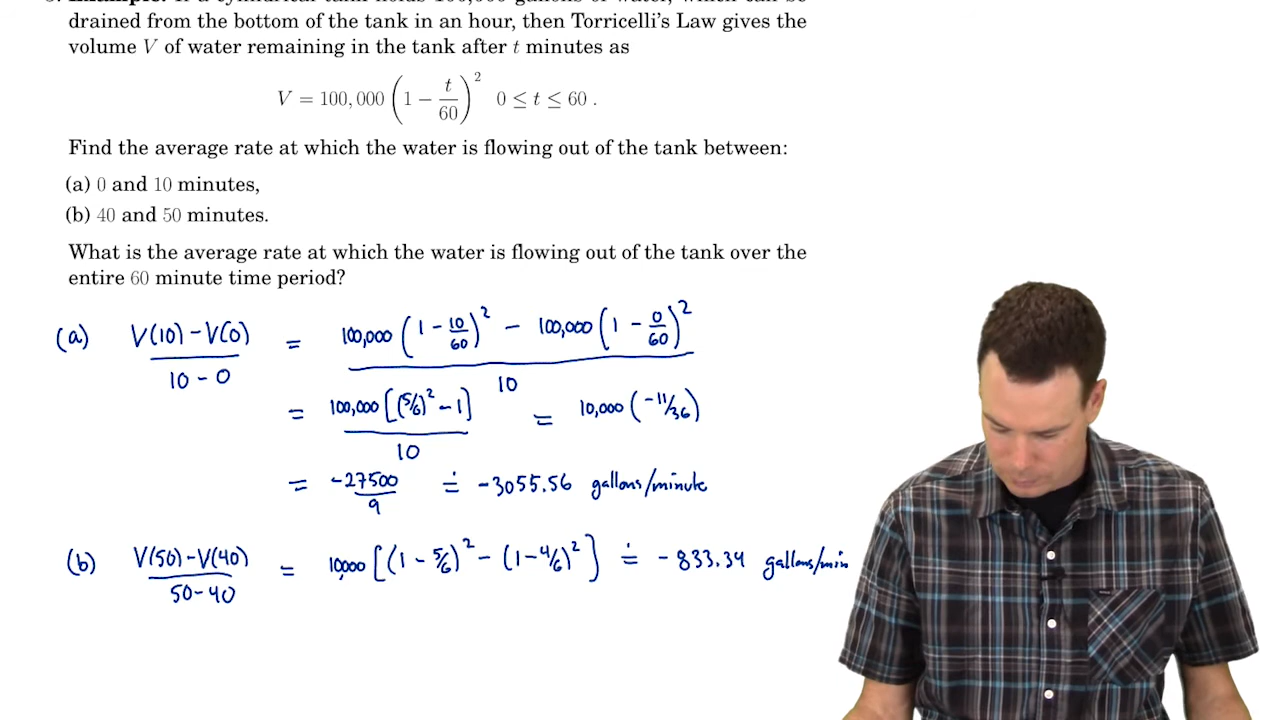 drained from the bottom of the tank in an hour, then Torricelli's Law gives the
volume V of water remaining in the tank after t minutes as
V = 100,000 (1 − t/60)² 0 ≤ t ≤ 60 .
Find the average rate at which the water is flowing out of the tank between:
(a) 0 and 10 minutes,
(b) 40 and 50 minutes.
What is the average rate at which the water is flowing out of the tank over the
entire 60 minute time period?
(a) V(10) − V(0) / 10 − 0 = 100,000 (1 − 10/60)² − 100,000 (1 − 0/60)² / 10
= 100,000 [(5/6)² − 1] / 10 = 10,000 (−11/36)
= −27500/9 ≐ −3055.56 gallons/minute
(b) V(50) − V(40) / 50 − 40 = 10,000 [(1 − 5/6)² − (1 − 4/6)²] ≐ −833.34 gallons/min